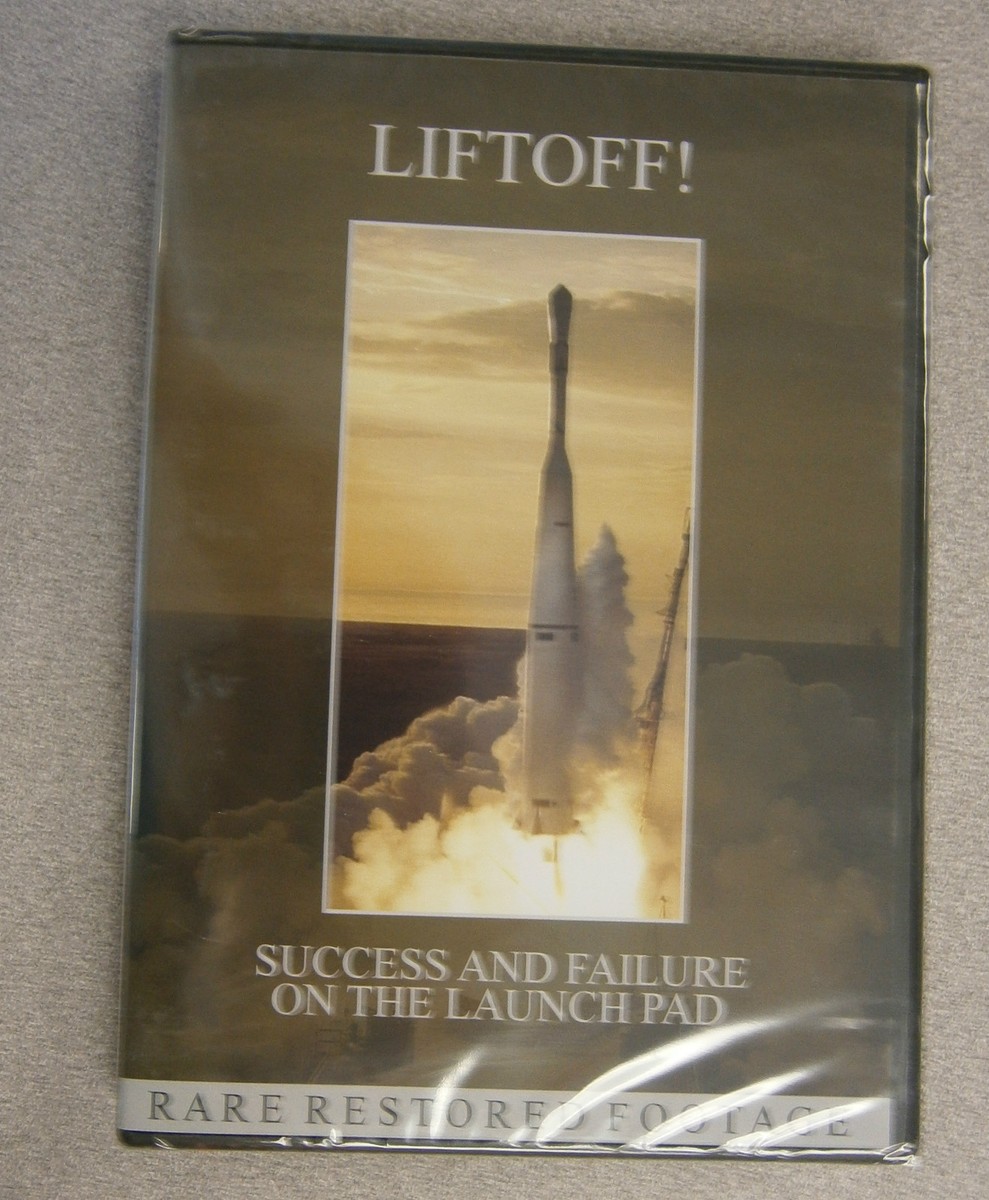 LIFTOFF!
SUCCESS AND FAILURE
ON THE LAUNCH PAD
RARE RESTORED FOOTAGE